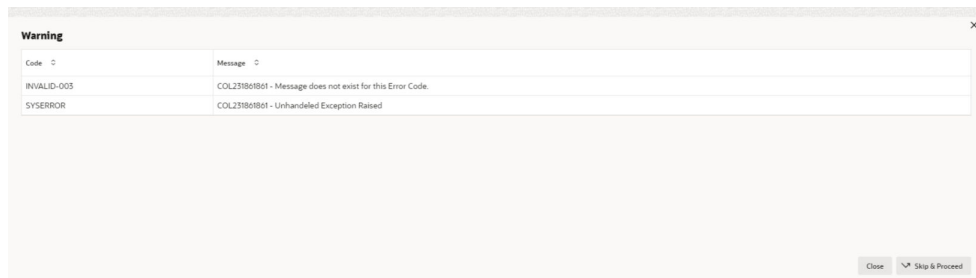 Warning
Code Message
INVALID-003 COL231861861 - Message does not exist for this Error Code.
SYSERROR COL231861861 - Unhandeled Exception Raised
Close Skip & Proceed